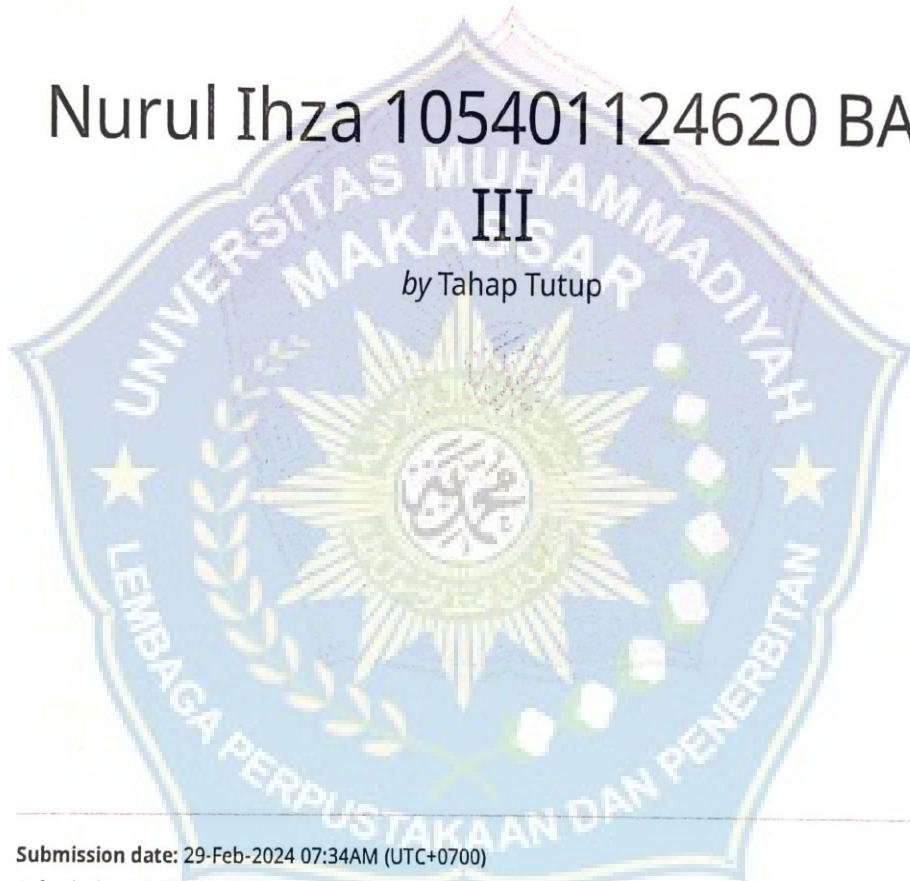 Nurul Ihza 105401124620 BA
III
by Tahap Tutup
UNIVERSITAS MUHAMMADIYAH
MAKASSAR
LEMBAGA PERPUSTAKAAN DAN PENERBITAN
Submission date: 29-Feb-2024 07:34AM (UTC+0700)